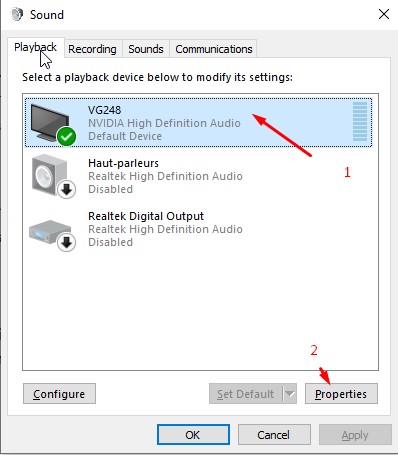 Sound
Playback Recording Sounds Communications
Select a playback device below to modify its settings:
VG248
NVIDIA High Definition Audio
Default Device
1
Haut-parleurs
Realtek High Definition Audio
Disabled
Realtek Digital Output
Realtek High Definition Audio
Disabled
2
Configure Set Default Properties
OK Cancel Apply